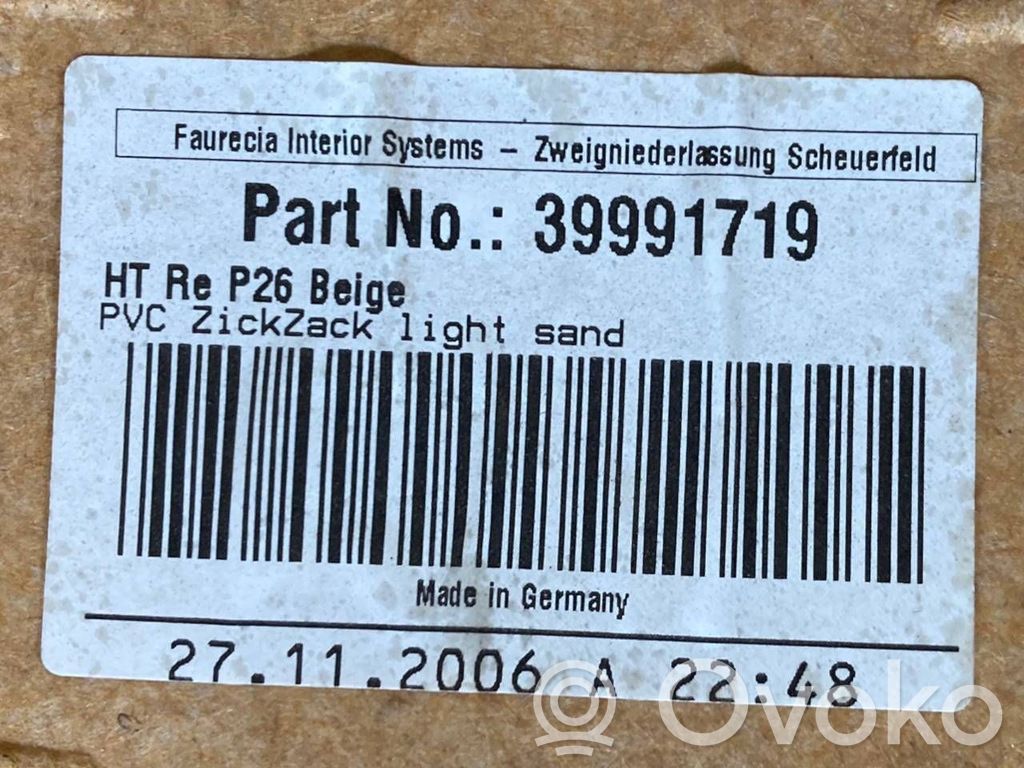 Faurecia Interior Systems – Zweigniederlassung Scheuerfeld
Part No.: 39991719
HT Re P26 Beige
PVC ZickZack light sand
Made in Germany
27.11.2006 A 22:48
Ovoko